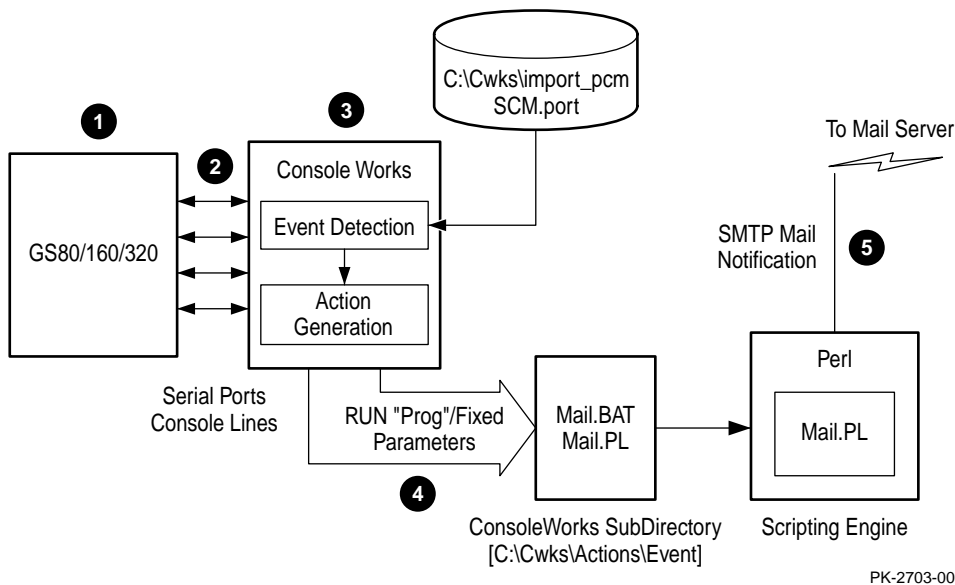 C:\Cwks\import_pcm
SCM.port
1
2
3
To Mail Server
Console Works
Event Detection
GS80/160/320
SMTP Mail
Notification
5
Action
Generation
Serial Ports
Console Lines
RUN "Prog"/Fixed
Parameters
4
Mail.BAT
Mail.PL
Perl
Mail.PL
ConsoleWorks SubDirectory
[C:\Cwks\Actions\Event]
Scripting Engine
PK-2703-00